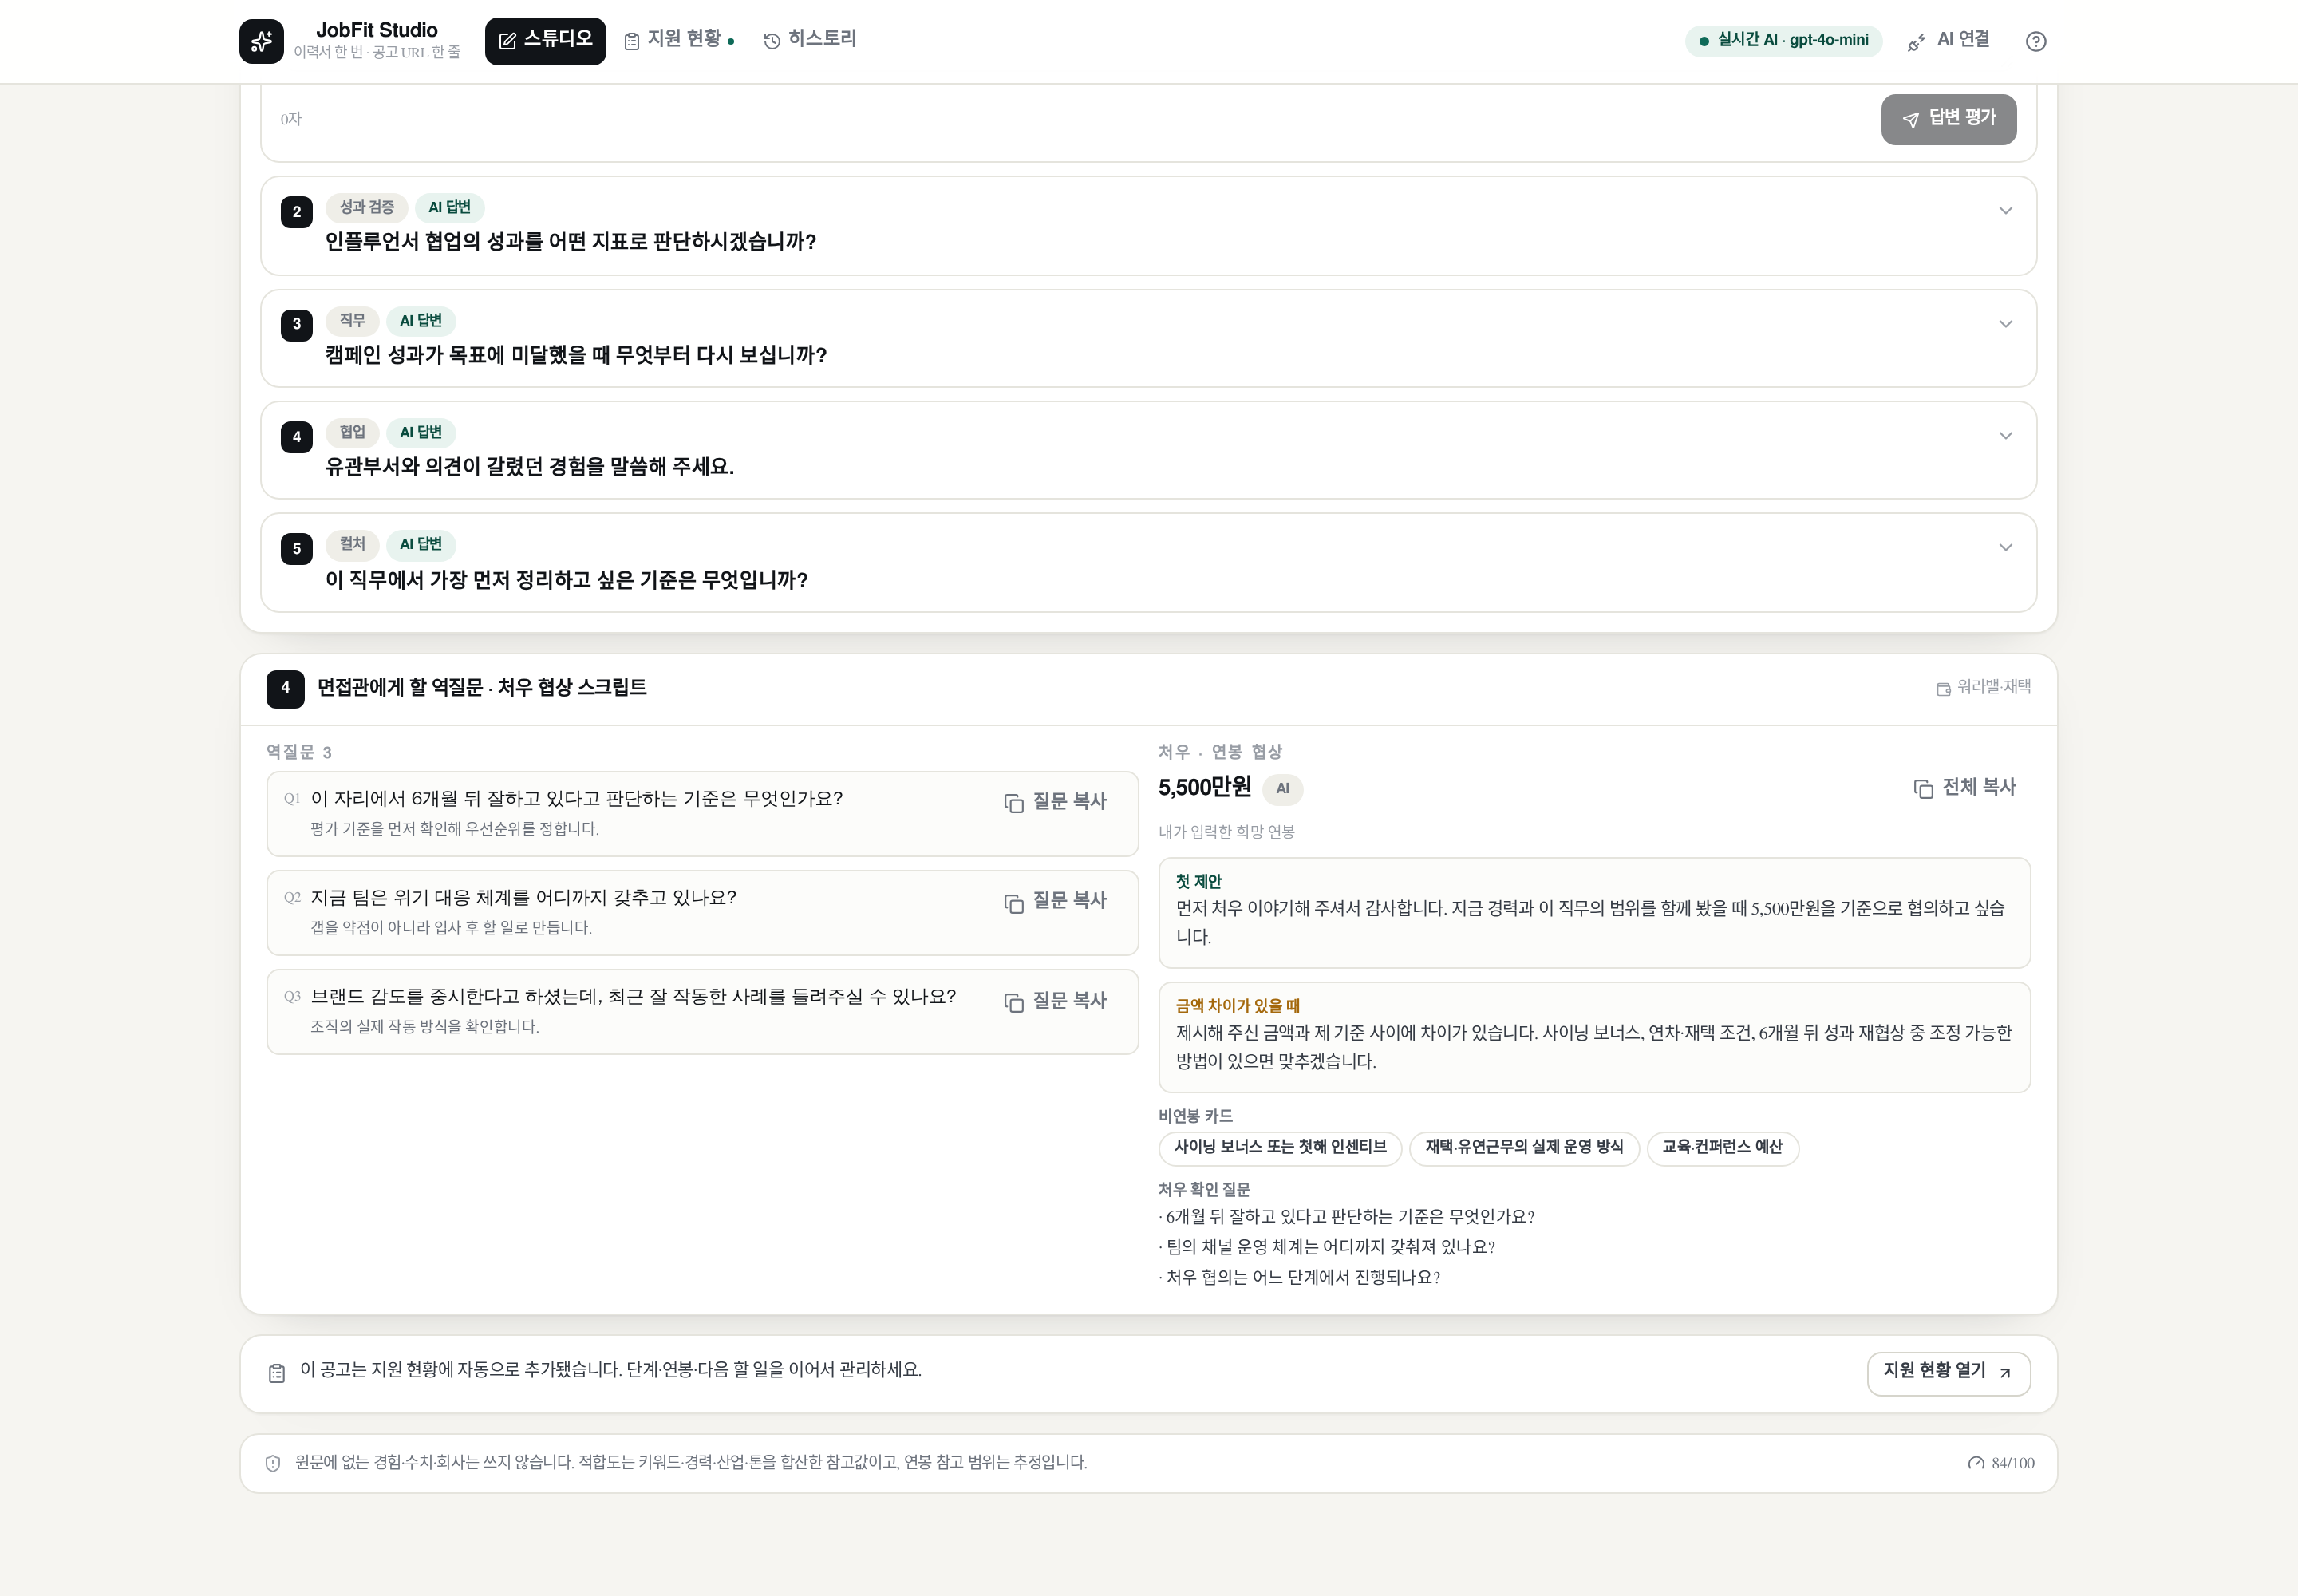 JobFit Studio
이력서 한 번 · 공고 URL 한 줄
스튜디오
지원 현황
히스토리
실시간 AI · gpt-4o-mini
AI 연결
0자
답변 평가
2
성과 검증
AI 답변
인플루언서 협업의 성과를 어떤 지표로 판단하시겠습니까?
3
직무
AI 답변
캠페인 성과가 목표에 미달했을 때 무엇부터 다시 보십니까?
4
협업
AI 답변
유관부서와 의견이 갈렸던 경험을 말씀해 주세요.
5
컬처
AI 답변
이 직무에서 가장 먼저 정리하고 싶은 기준은 무엇입니까?
4
면접관에게 할 역질문 · 처우 협상 스크립트
워라밸·재택
역질문 3
Q1 이 자리에서 6개월 뒤 잘하고 있다고 판단하는 기준은 무엇인가요?
평가 기준을 먼저 확인해 우선순위를 정합니다.
질문 복사
Q2 지금 팀은 위기 대응 체계를 어디까지 갖추고 있나요?
갭을 약점이 아니라 입사 후 할 일로 만듭니다.
질문 복사
Q3 브랜드 감도를 중시한다고 하셨는데, 최근 잘 작동한 사례를 들려주실 수 있나요?
조직의 실제 작동 방식을 확인합니다.
질문 복사
처우 · 연봉 협상
5,500만원
AI
전체 복사
내가 입력한 희망 연봉
첫 제안
먼저 처우 이야기해 주셔서 감사합니다. 지금 경력과 이 직무의 범위를 함께 봤을 때 5,500만원을 기준으로 협의하고 싶습
니다.
금액 차이가 있을 때
제시해 주신 금액과 제 기준 사이에 차이가 있습니다. 사이닝 보너스, 연차·재택 조건, 6개월 뒤 성과 재협상 중 조정 가능한
방법이 있으면 맞추겠습니다.
비연봉 카드
사이닝 보너스 또는 첫해 인센티브
재택·유연근무의 실제 운영 방식
교육·컨퍼런스 예산
처우 확인 질문
· 6개월 뒤 잘하고 있다고 판단하는 기준은 무엇인가요?
· 팀의 채널 운영 체계는 어디까지 갖춰져 있나요?
· 처우 협의는 어느 단계에서 진행되나요?
이 공고는 지원 현황에 자동으로 추가됐습니다. 단계·연봉·다음 할 일을 이어서 관리하세요.
지원 현황 열기
원문에 없는 경험·수치·회사는 쓰지 않습니다. 적합도는 키워드·경력·산업·톤을 합산한 참고값이고, 연봉 참고 범위는 추정입니다.
84/100